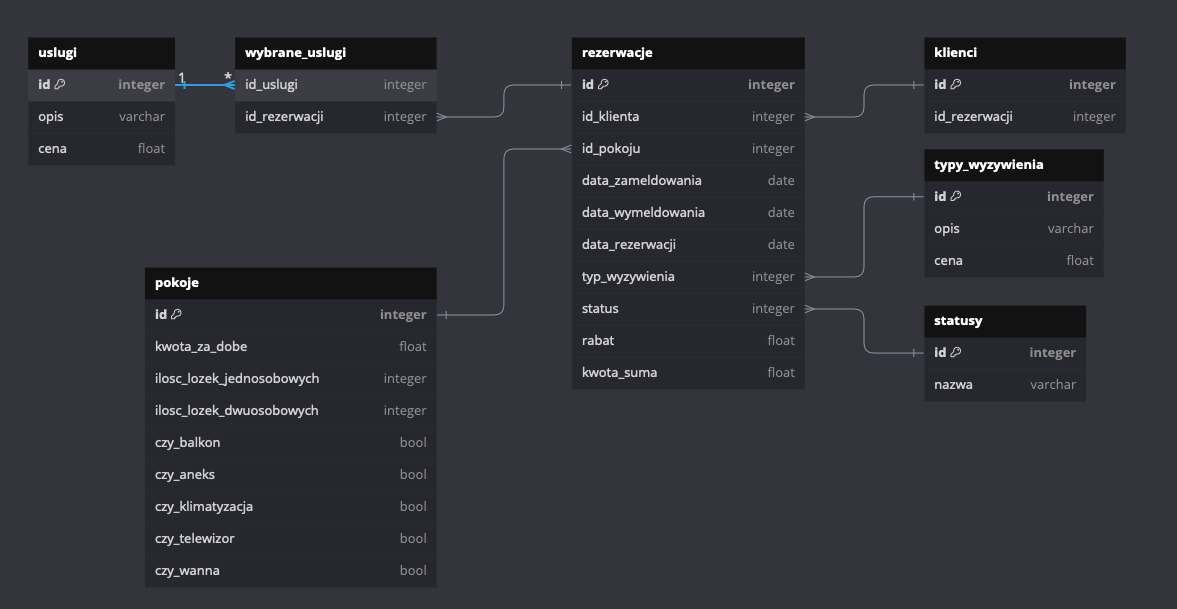 uslugi
id integer
opis varchar
cena float
1 *
wybrane_uslugi
id_uslugi integer
id_rezerwacji integer
rezerwacje
id integer
id_klienta integer
id_pokoju integer
data_zameldowania date
data_wymeldowania date
data_rezerwacji date
typ_wyzywienia integer
status integer
rabat float
kwota_suma float
klienci
id integer
id_rezerwacji integer
typy_wyzywienia
id integer
opis varchar
cena float
statusy
id integer
nazwa varchar
pokoje
id integer
kwota_za_dobe float
ilosc_lozek_jednosobowych integer
ilosc_lozek_dwuosobowych integer
czy_balkon bool
czy_aneks bool
czy_klimatyzacja bool
czy_telewizor bool
czy_wanna bool